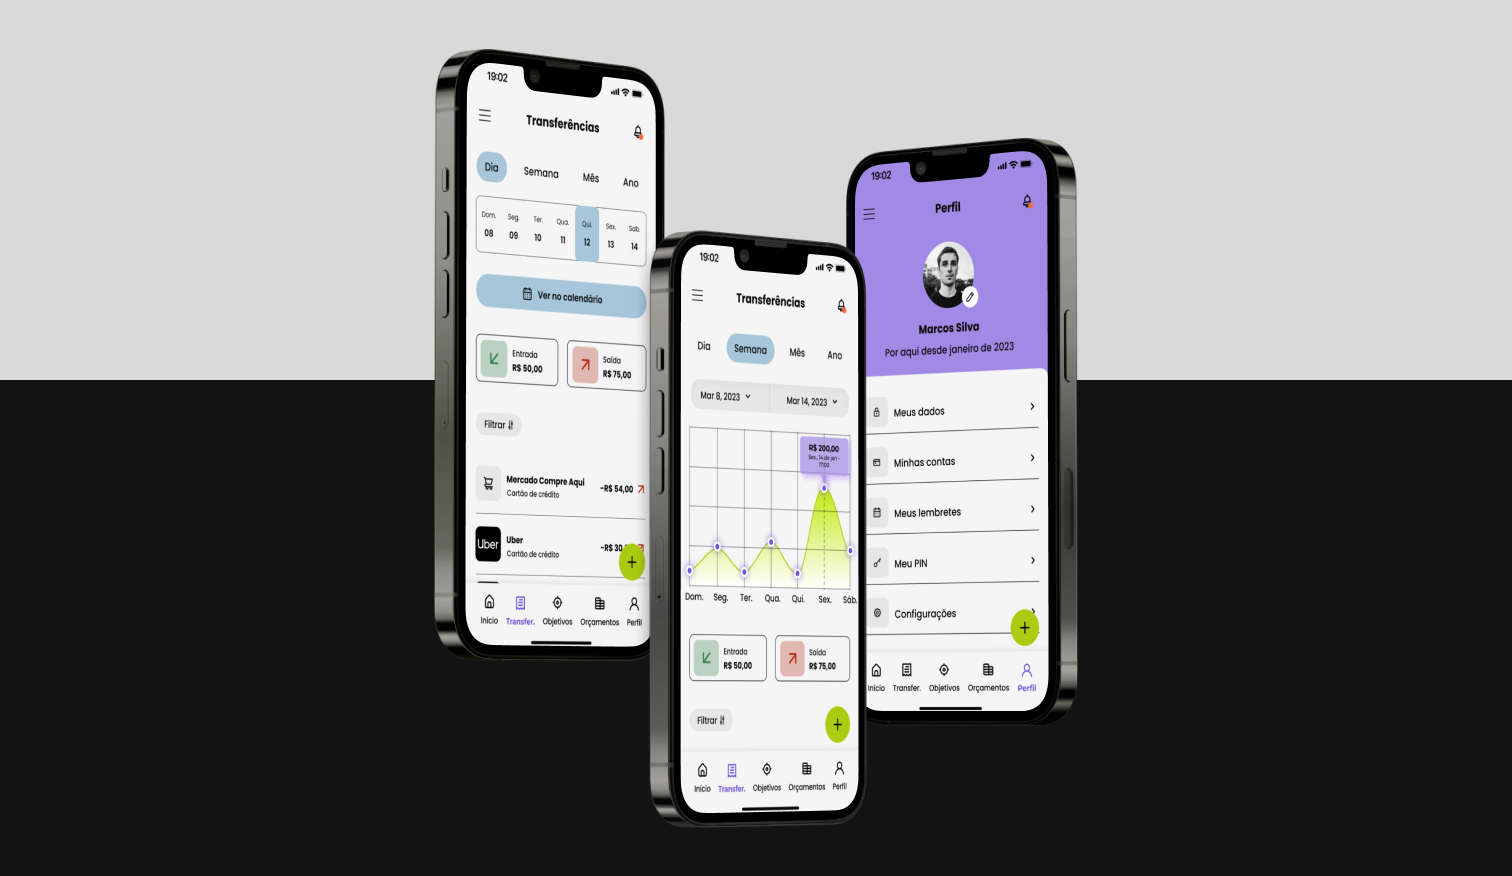 19:02
Transferências
Dia Semana Mês Ano
Dom. Seg. Ter. Qua. Qui. Sex. Sab.
08 09 10 11 12 13 14
Ver no calendário
Entrada
R$ 50,00
Saída
R$ 75,00
Filtrar
Mercado Compre Aqui
Cartão de crédito
-R$ 54,00
Uber
Uber
Cartão de crédito
-R$ 30
Início Transfer. Objetivos Orçamentos Perfil
19:02
Transferências
Dia Semana Mês Ano
Mar 8, 2023 Mar 14, 2023
R$ 200,00
Sex., 14 de jan -
17:00
Dom. Seg. Ter. Qua. Qui. Sex. Sáb.
Entrada
R$ 50,00
Saída
R$ 75,00
Filtrar
Início Transfer. Objetivos Orçamentos Perfil
19:02
Perfil
Marcos Silva
Por aqui desde janeiro de 2023
Meus dados
Minhas contas
Meus lembretes
Meu PIN
Configurações
Início Transfer. Objetivos Orçamentos Perfil